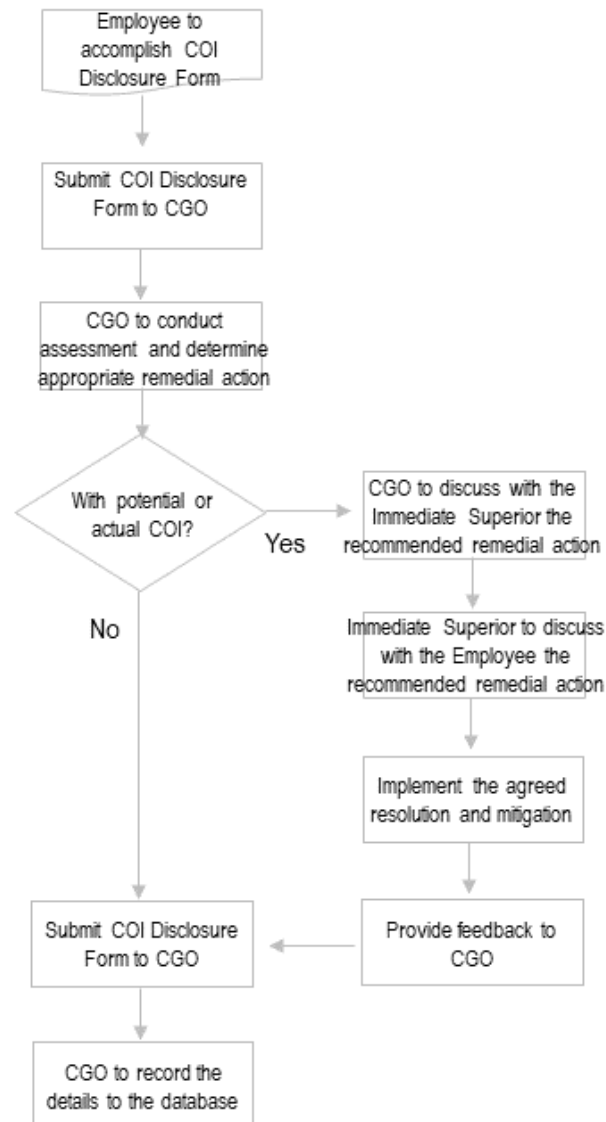 Employee to
accomplish COI
Disclosure Form
Submit COI Disclosure
Form to CGO
CGO to conduct
assessment and determine
appropriate remedial action
With potential or
actual COI?
Yes
No
CGO to discuss with the
Immediate Superior the
recommended remedial action
Immediate Superior to discuss
with the Employee the
recommended remedial action
Implement the agreed
resolution and mitigation
Provide feedback to
CGO
Submit COI Disclosure
Form to CGO
CGO to record the
details to the database